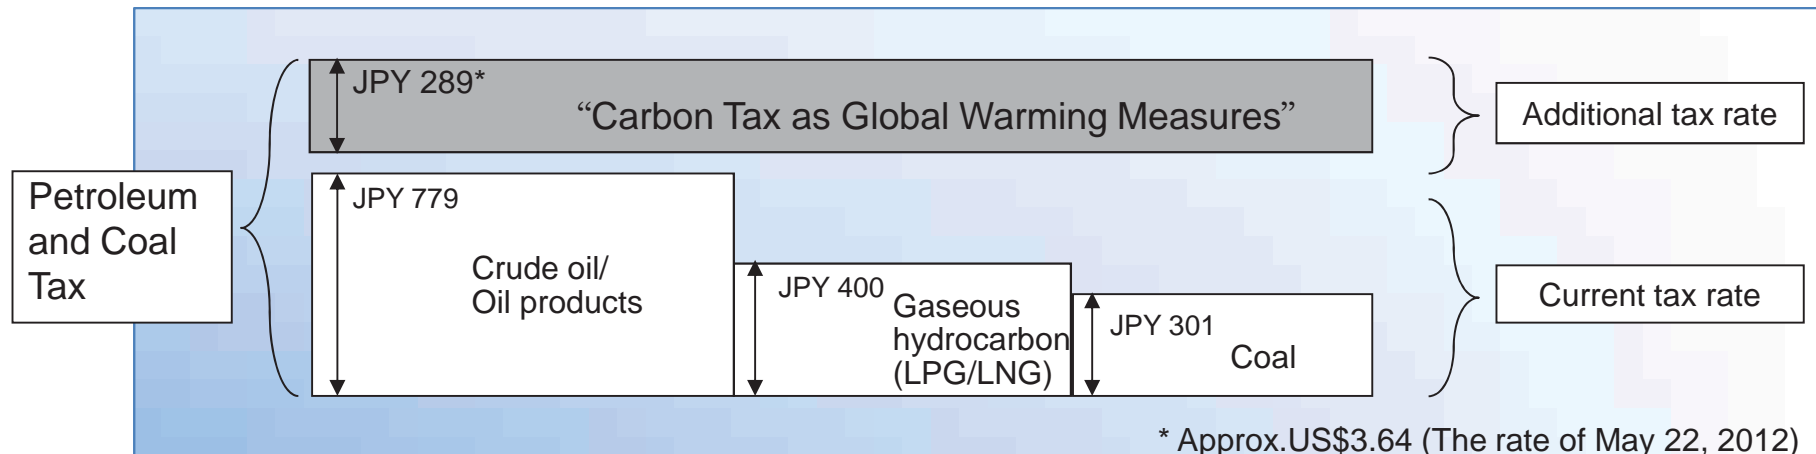 JPY 289*
“Carbon Tax as Global Warming Measures”
Additional tax rate
Petroleum
and Coal
Tax
JPY 779
Crude oil/
Oil products
JPY 400
Gaseous
hydrocarbon
(LPG/LNG)
JPY 301
Coal
Current tax rate
* Approx.US$3.64 (The rate of May 22, 2012)